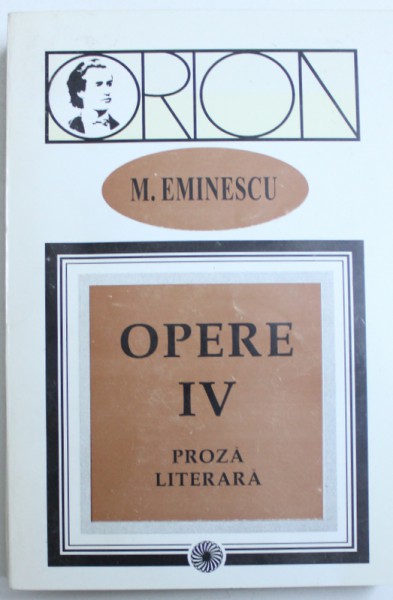 ORION
M. EMINESCU
OPERE
IV
PROZĂ
LITERARĂ